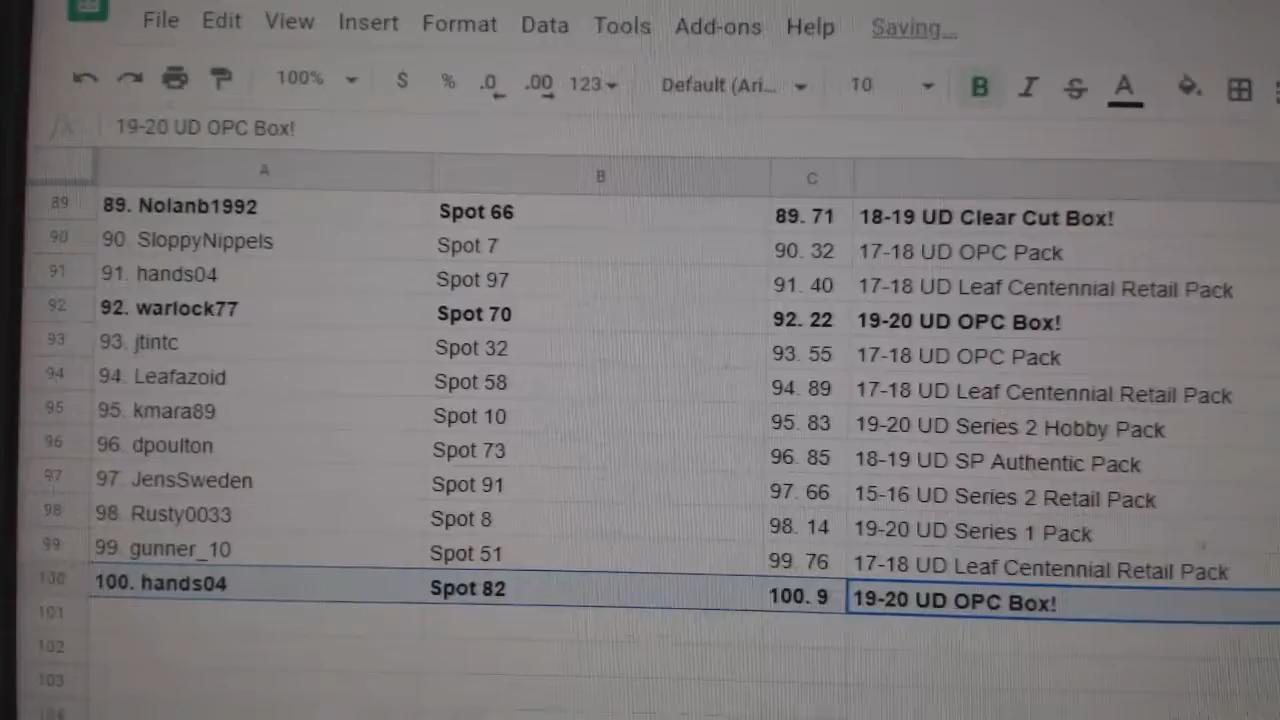 File Edit View Insert Format Data Tools Add-ons Help Saving...
100% $ % .0 .00 123 Default (Ari... 10 B I S A
fx 19-20 UD OPC Box!
A B C
89 89. Nolanb1992 Spot 66 89. 71 18-19 UD Clear Cut Box!
90 90. SloppyNippels Spot 7 90. 32 17-18 UD OPC Pack
91 91. hands04 Spot 97 91. 40 17-18 UD Leaf Centennial Retail Pack
92 92. warlock77 Spot 70 92. 22 19-20 UD OPC Box!
93 93. jtintc Spot 32 93. 55 17-18 UD OPC Pack
94 94. Leafazoid Spot 58 94. 89 17-18 UD Leaf Centennial Retail Pack
95 95. kmara89 Spot 10 95. 83 19-20 UD Series 2 Hobby Pack
96 96. dpoulton Spot 73 96. 85 18-19 UD SP Authentic Pack
97 97. JensSweden Spot 91 97. 66 15-16 UD Series 2 Retail Pack
98 98. Rusty0033 Spot 8 98. 14 19-20 UD Series 1 Pack
99 99. gunner_10 Spot 51 99. 76 17-18 UD Leaf Centennial Retail Pack
100 100. hands04 Spot 82 100. 9 19-20 UD OPC Box!
101
102
103
104